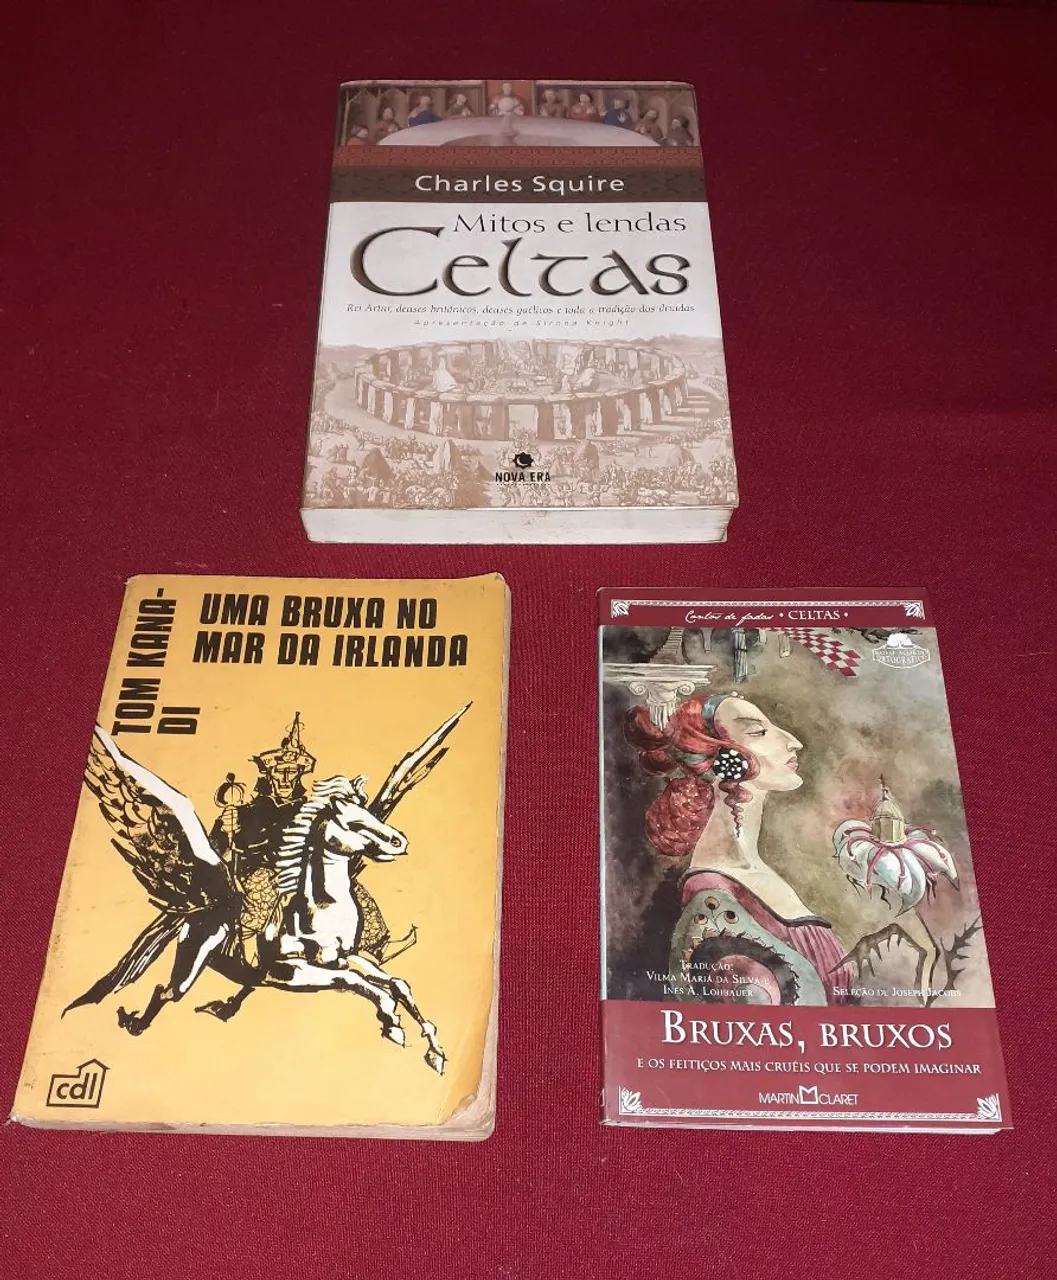 Charles Squire
Mitos e lendas
Celtas
Rei Artur, deuses britânicos, deuses gaélicos e toda a tradição dos druidas
Apresentação de Sirona Knight
NOVA ERA
TOM KANA-
DI
UMA BRUXA NO
MAR DA IRLANDA
cdl
Contos de fadas • CELTAS •
NOVO ACORDO
ORTOGRÁFICO
TRADUÇÃO:
VILMA MARIA DA SILVA E
INÊS A. LOHBAUER
SELEÇÃO DE JOSEPH JACOBS
BRUXAS, BRUXOS
E OS FEITIÇOS MAIS CRUÉIS QUE SE PODEM IMAGINAR
MARTIN CLARET